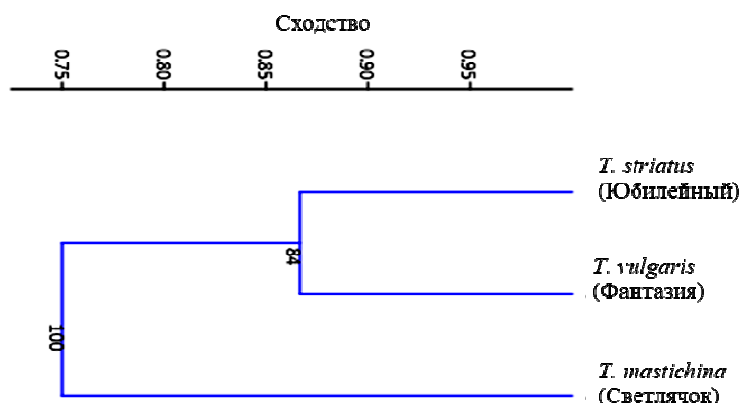 Сходство
0.75 0.80 0.85 0.90 0.95
T. striatus
(Юбилейный)
84
T. vulgaris
(Фантазия)
100
T. mastichina
(Светлячок)